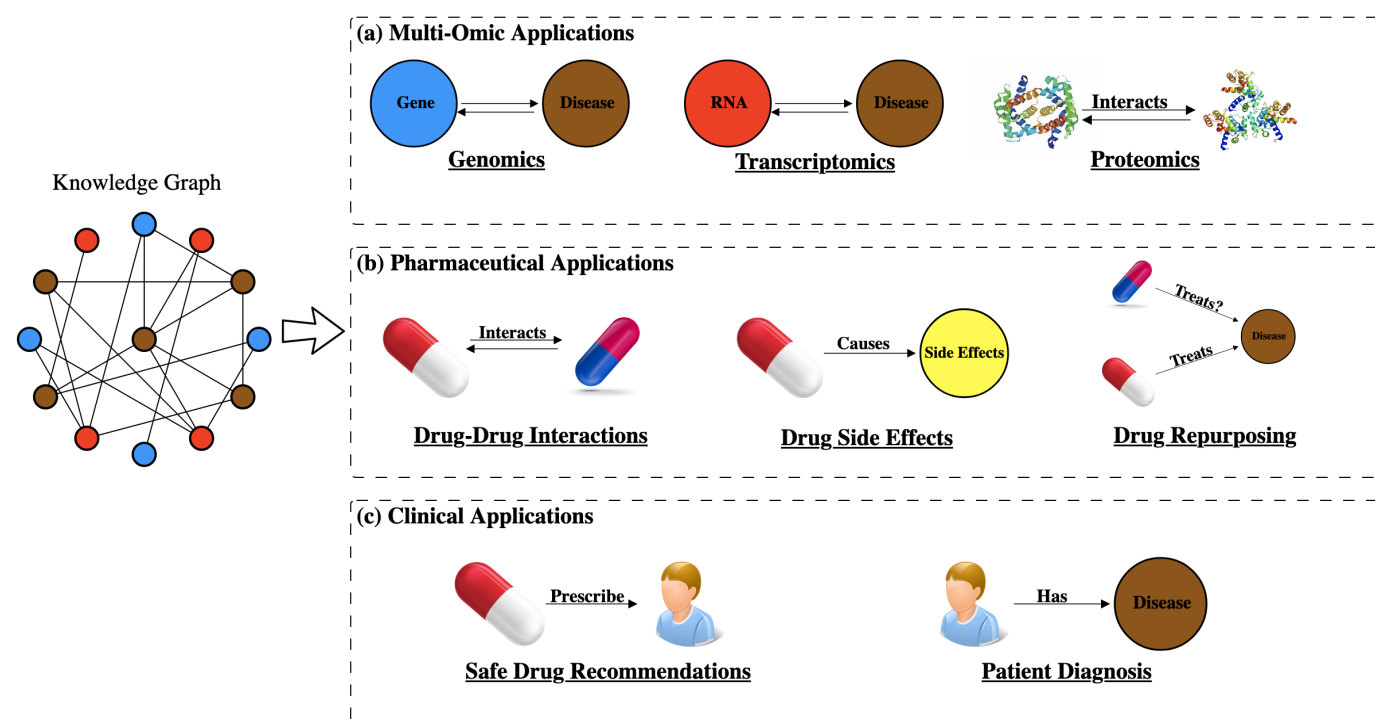 Knowledge Graph
(a) Multi-Omic Applications
Gene
Disease
Genomics
RNA
Disease
Transcriptomics
Interacts
Proteomics
(b) Pharmaceutical Applications
Interacts
Drug-Drug Interactions
Causes
Side Effects
Drug Side Effects
Treats?
Treats
Disease
Drug Repurposing
(c) Clinical Applications
Prescribe
Safe Drug Recommendations
Has
Disease
Patient Diagnosis